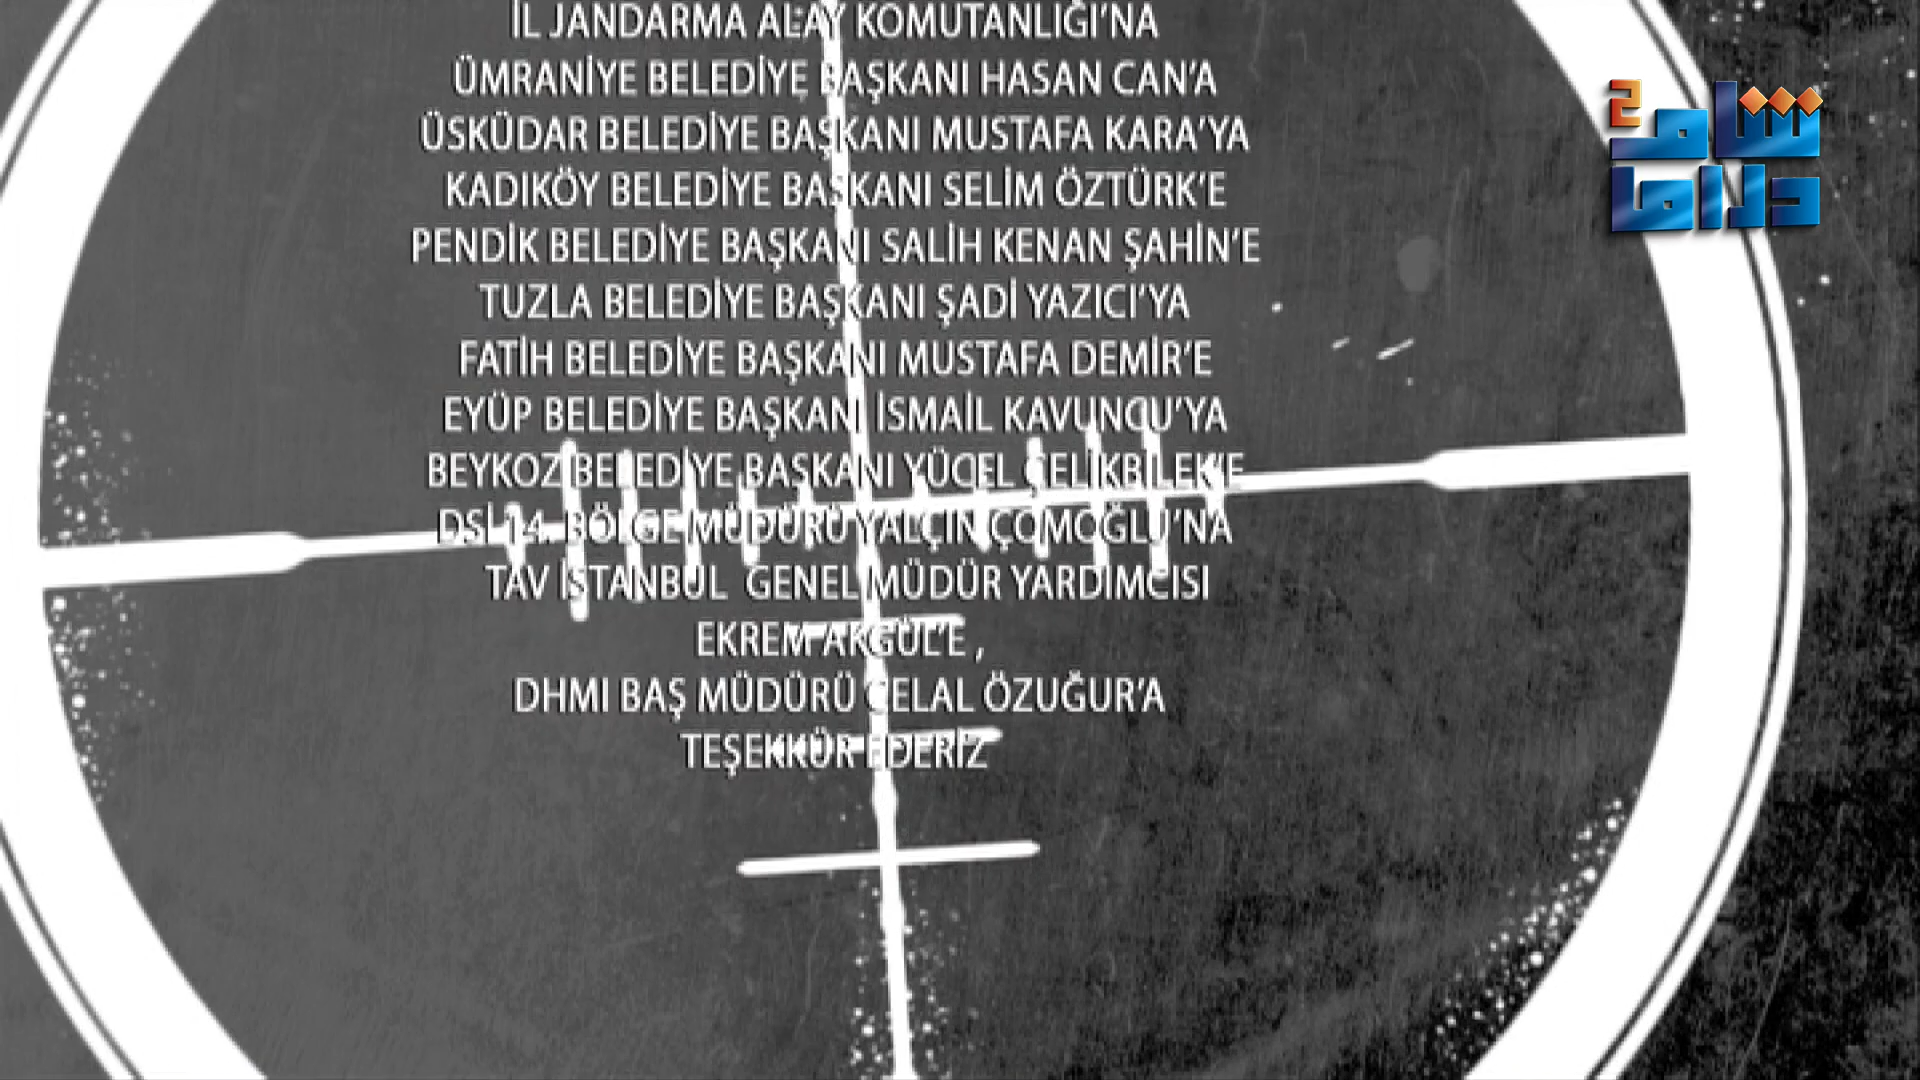 İL JANDARMA ALAY KOMUTANLIĞI'NA
ÜMRANİYE BELEDİYE BAŞKANI HASAN CAN'A
ÜSKÜDAR BELEDİYE BAŞKANI MUSTAFA KARA'YA
KADIKÖY BELEDİYE BAŞKANI SELİM ÖZTÜRK'E
PENDİK BELEDİYE BAŞKANI SALİH KENAN ŞAHİN'E
TUZLA BELEDİYE BAŞKANI ŞADİ YAZICI'YA
FATİH BELEDİYE BAŞKANI MUSTAFA DEMİR'E
EYÜP BELEDİYE BAŞKANI İSMAİL KAVUNCU'YA
BEYKOZ BELEDİYE BAŞKANI YÜCEL ÇELİKBİLEK'E
DSİ 14. BÖLGE MÜDÜRÜ YALÇIN ÇOMOĞLU'NA
TAV İSTANBUL GENEL MÜDÜR YARDIMCISI
EKREM AKGÜL'E ,
DHMI BAŞ MÜDÜRÜ CELAL ÖZUĞUR'A
TEŞEKKÜR EDERİZ
شاهد 2
دراما